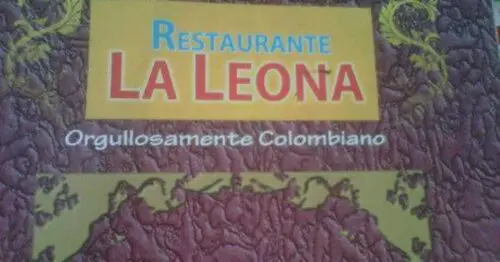 RESTAURANTE
LA LEONA
Orgullosamente Colombiano